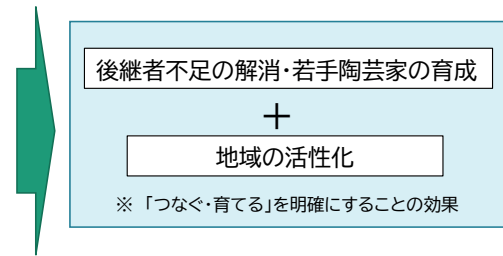 後継者不足の解消・若手陶芸家の育成
＋
地域の活性化
※ 「つなぐ・育てる」を明確にすることの効果